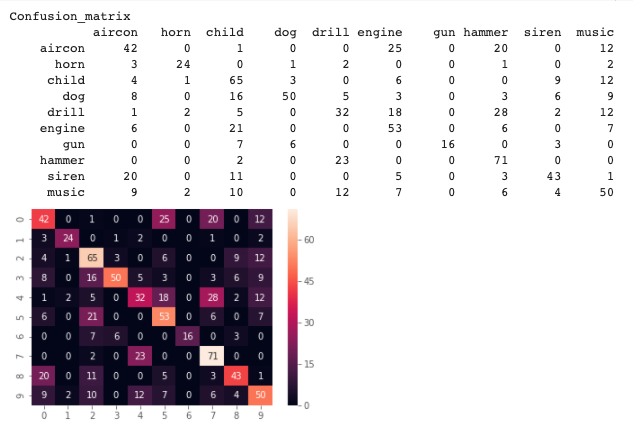 Confusion_matrix
aircon horn child dog drill engine gun hammer siren music
aircon 42 0 1 0 0 25 0 20 0 12
horn 3 24 0 1 2 0 0 1 0 2
child 4 1 65 3 0 6 0 0 9 12
dog 8 0 16 50 5 3 0 3 6 9
drill 1 2 5 0 32 18 0 28 2 12
engine 6 0 21 0 0 53 0 6 0 7
gun 0 0 7 6 0 0 16 0 3 0
hammer 0 0 2 0 23 0 0 71 0 0
siren 20 0 11 0 0 5 0 3 43 1
music 9 2 10 0 12 7 0 6 4 50
0 42 0 1 0 0 25 0 20 0 12
1 3 24 0 1 2 0 0 1 0 2
60
2 4 1 65 3 0 6 0 0 9 12
3 8 0 16 50 5 3 0 3 6 9
45
4 1 2 5 0 32 18 0 28 2 12
5 6 0 21 0 0 53 0 6 0 7
30
6 0 0 7 6 0 0 16 0 3 0
7 0 0 2 0 23 0 0 71 0 0
15
8 20 0 11 0 0 5 0 3 43 1
9 9 2 10 0 12 7 0 6 4 50
0
0 1 2 3 4 5 6 7 8 9